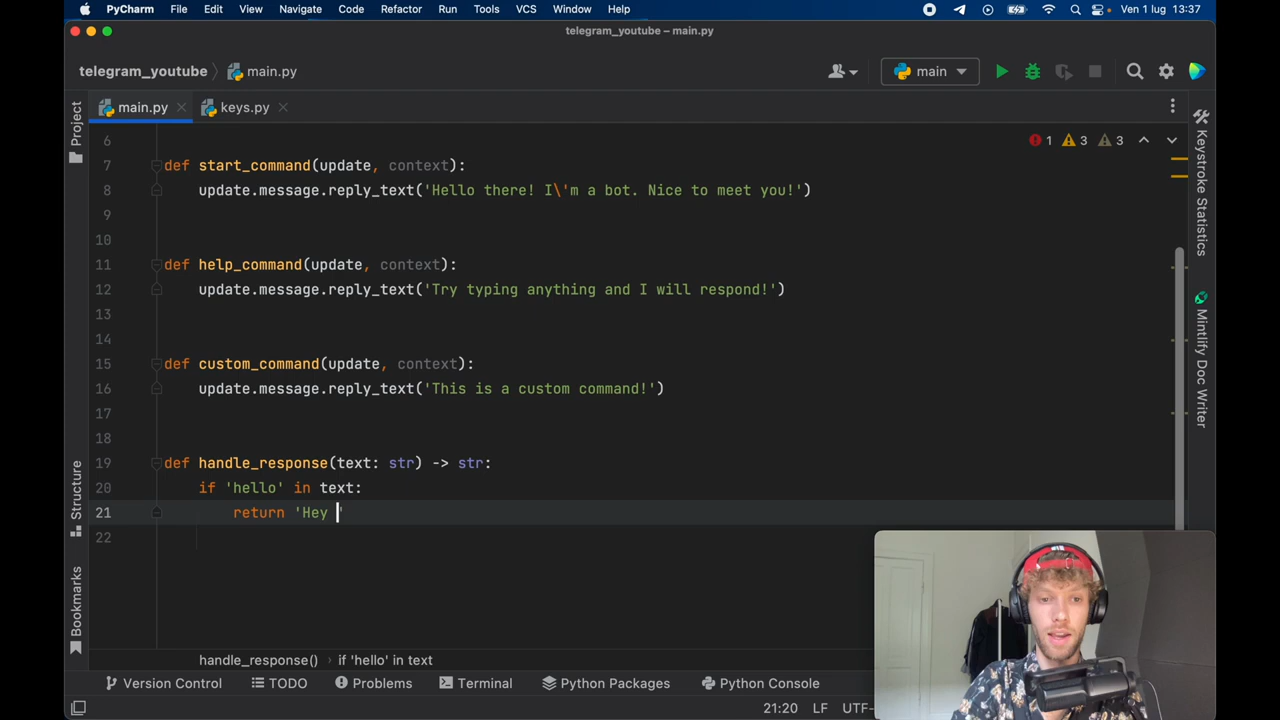 PyCharm File Edit View Navigate Code Refactor Run Tools VCS Window Help Ven 1 lug 13:37
telegram_youtube – main.py
telegram_youtube main.py main
main.py keys.py
Project
Structure
Bookmarks
6
1 3 3
7 def start_command(update, context):
8 update.message.reply_text('Hello there! I\'m a bot. Nice to meet you!')
9
10
11 def help_command(update, context):
12 update.message.reply_text('Try typing anything and I will respond!')
13
14
15 def custom_command(update, context):
16 update.message.reply_text('This is a custom command!')
17
18
19 def handle_response(text: str) -> str:
20 if 'hello' in text:
21 return 'Hey '
22
Keystroke Statistics
Mintlify Doc Writer
handle_response() if 'hello' in text
Version Control TODO Problems Terminal Python Packages Python Console
21:20 LF UTF-